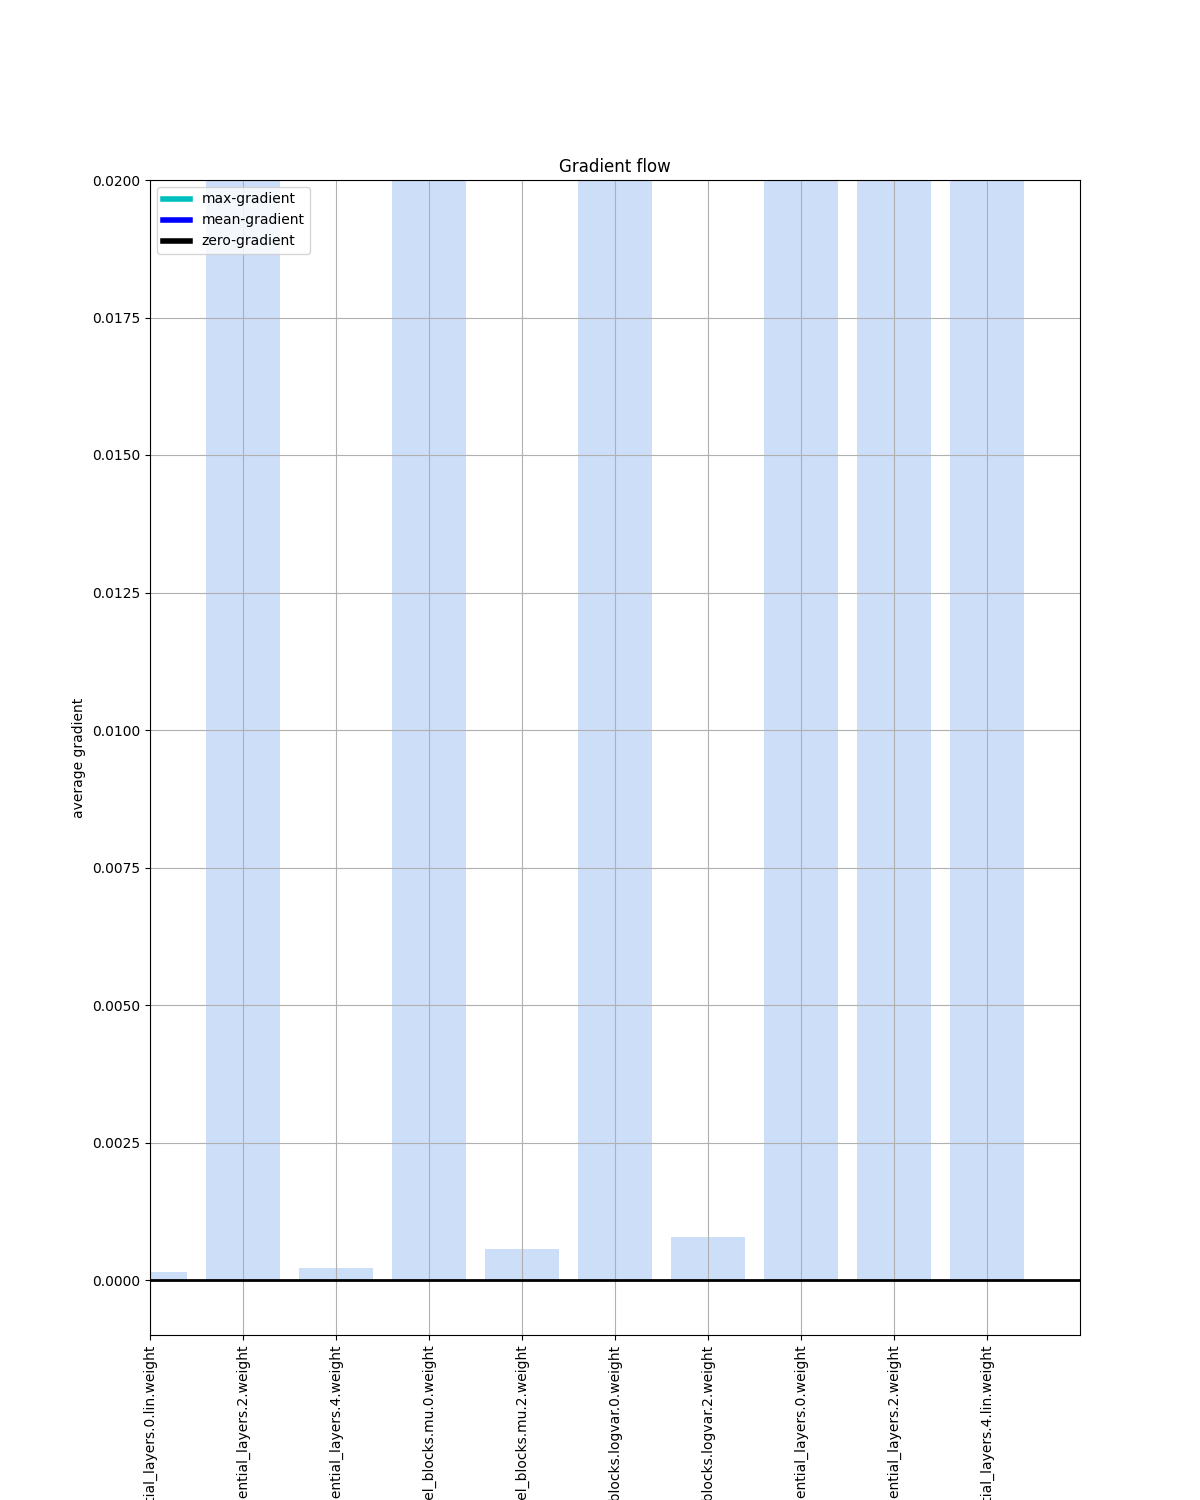 Gradient flow
max-gradient
mean-gradient
zero-gradient
0.0200
0.0175
0.0150
0.0125
0.0100
0.0075
0.0050
0.0025
0.0000
average gradient
tial_layers.0.lin.weight
ential_layers.2.weight
ential_layers.4.weight
el_blocks.mu.0.weight
el_blocks.mu.2.weight
blocks.logvar.0.weight
blocks.logvar.2.weight
ential_layers.0.weight
ential_layers.2.weight
tial_layers.4.lin.weight